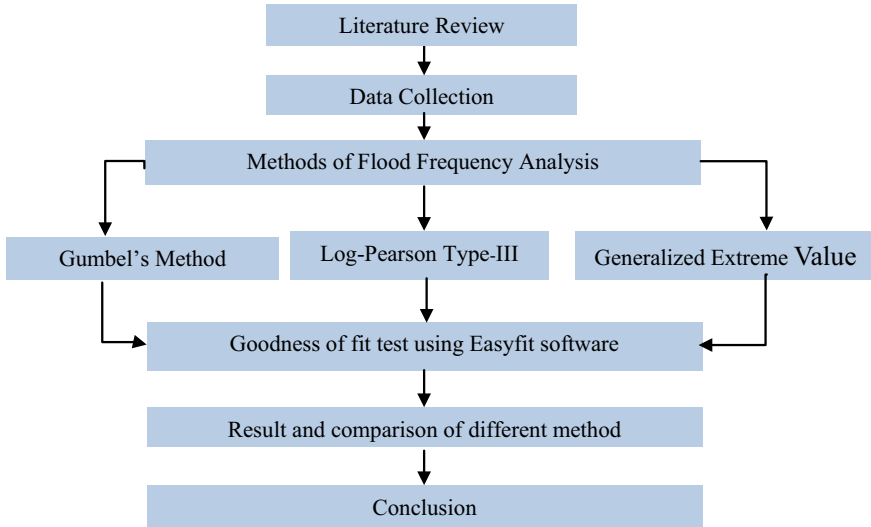 Literature Review
Data Collection
Methods of Flood Frequency Analysis
Gumbel’s Method
Log-Pearson Type-III
Generalized Extreme Value
Goodness of fit test using Easyfit software
Result and comparison of different method
Conclusion